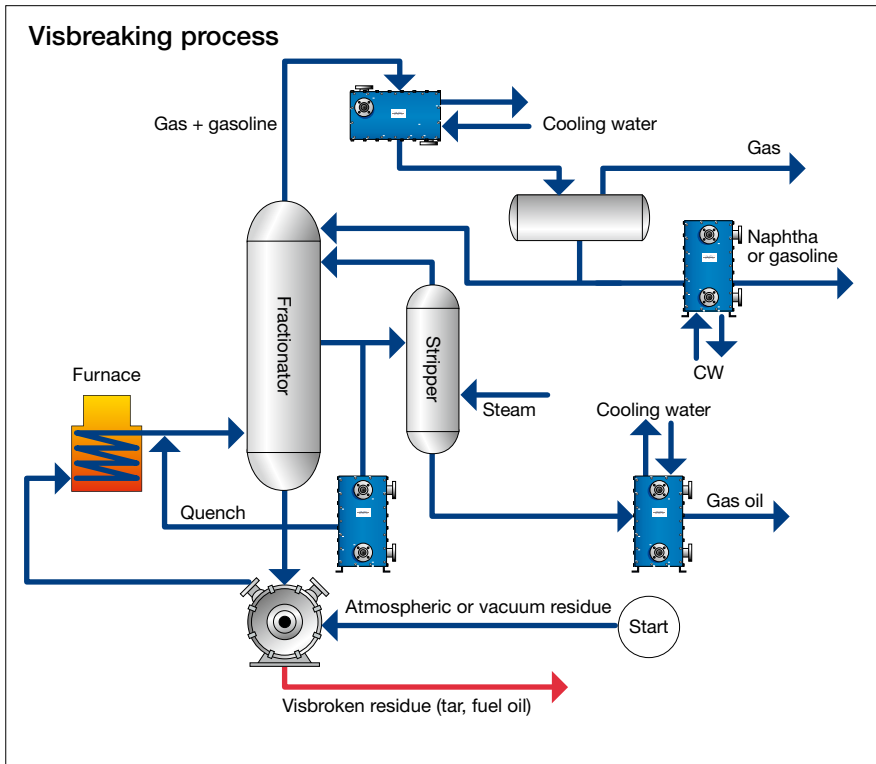 Visbreaking process
Gas + gasoline
Cooling water
Gas
Naphtha
or gasoline
Fractionator
Stripper
CW
Furnace
Steam
Cooling water
Quench
Gas oil
Atmospheric or vacuum residue
Start
Visbroken residue (tar, fuel oil)